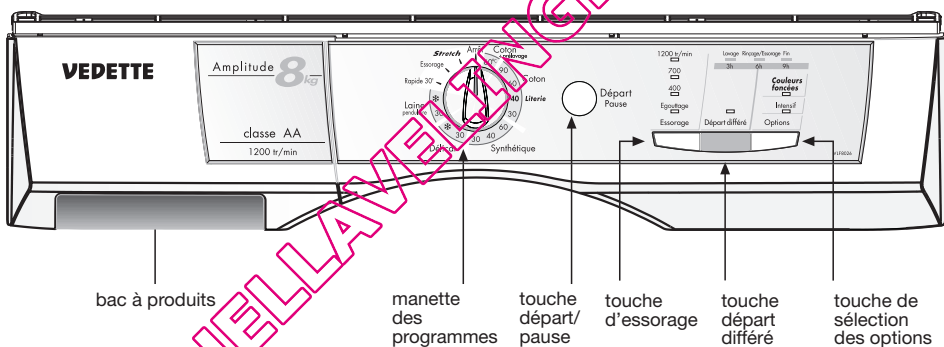 VEDETTE
Amplitude 8kg
classe AA
1200 tr/min
Stretch
Arrêt
Coton
prélavage
Essorage
90
Rapide 30'
60
Coton
40
Literie
Laine
30
30
30
40
60
Synthétique
Départ
Pause
1200 tr/min
700
400
Egouttage
Essorage
Lavage
Rinçage/Essorage
Fin
3h
6h
9h
Départ différé
Couleurs
foncées
Intensif
Options
bac à produits
manette
des
programmes
touche
départ/
pause
touche
d'essorage
touche
départ
différé
touche de
sélection
des options